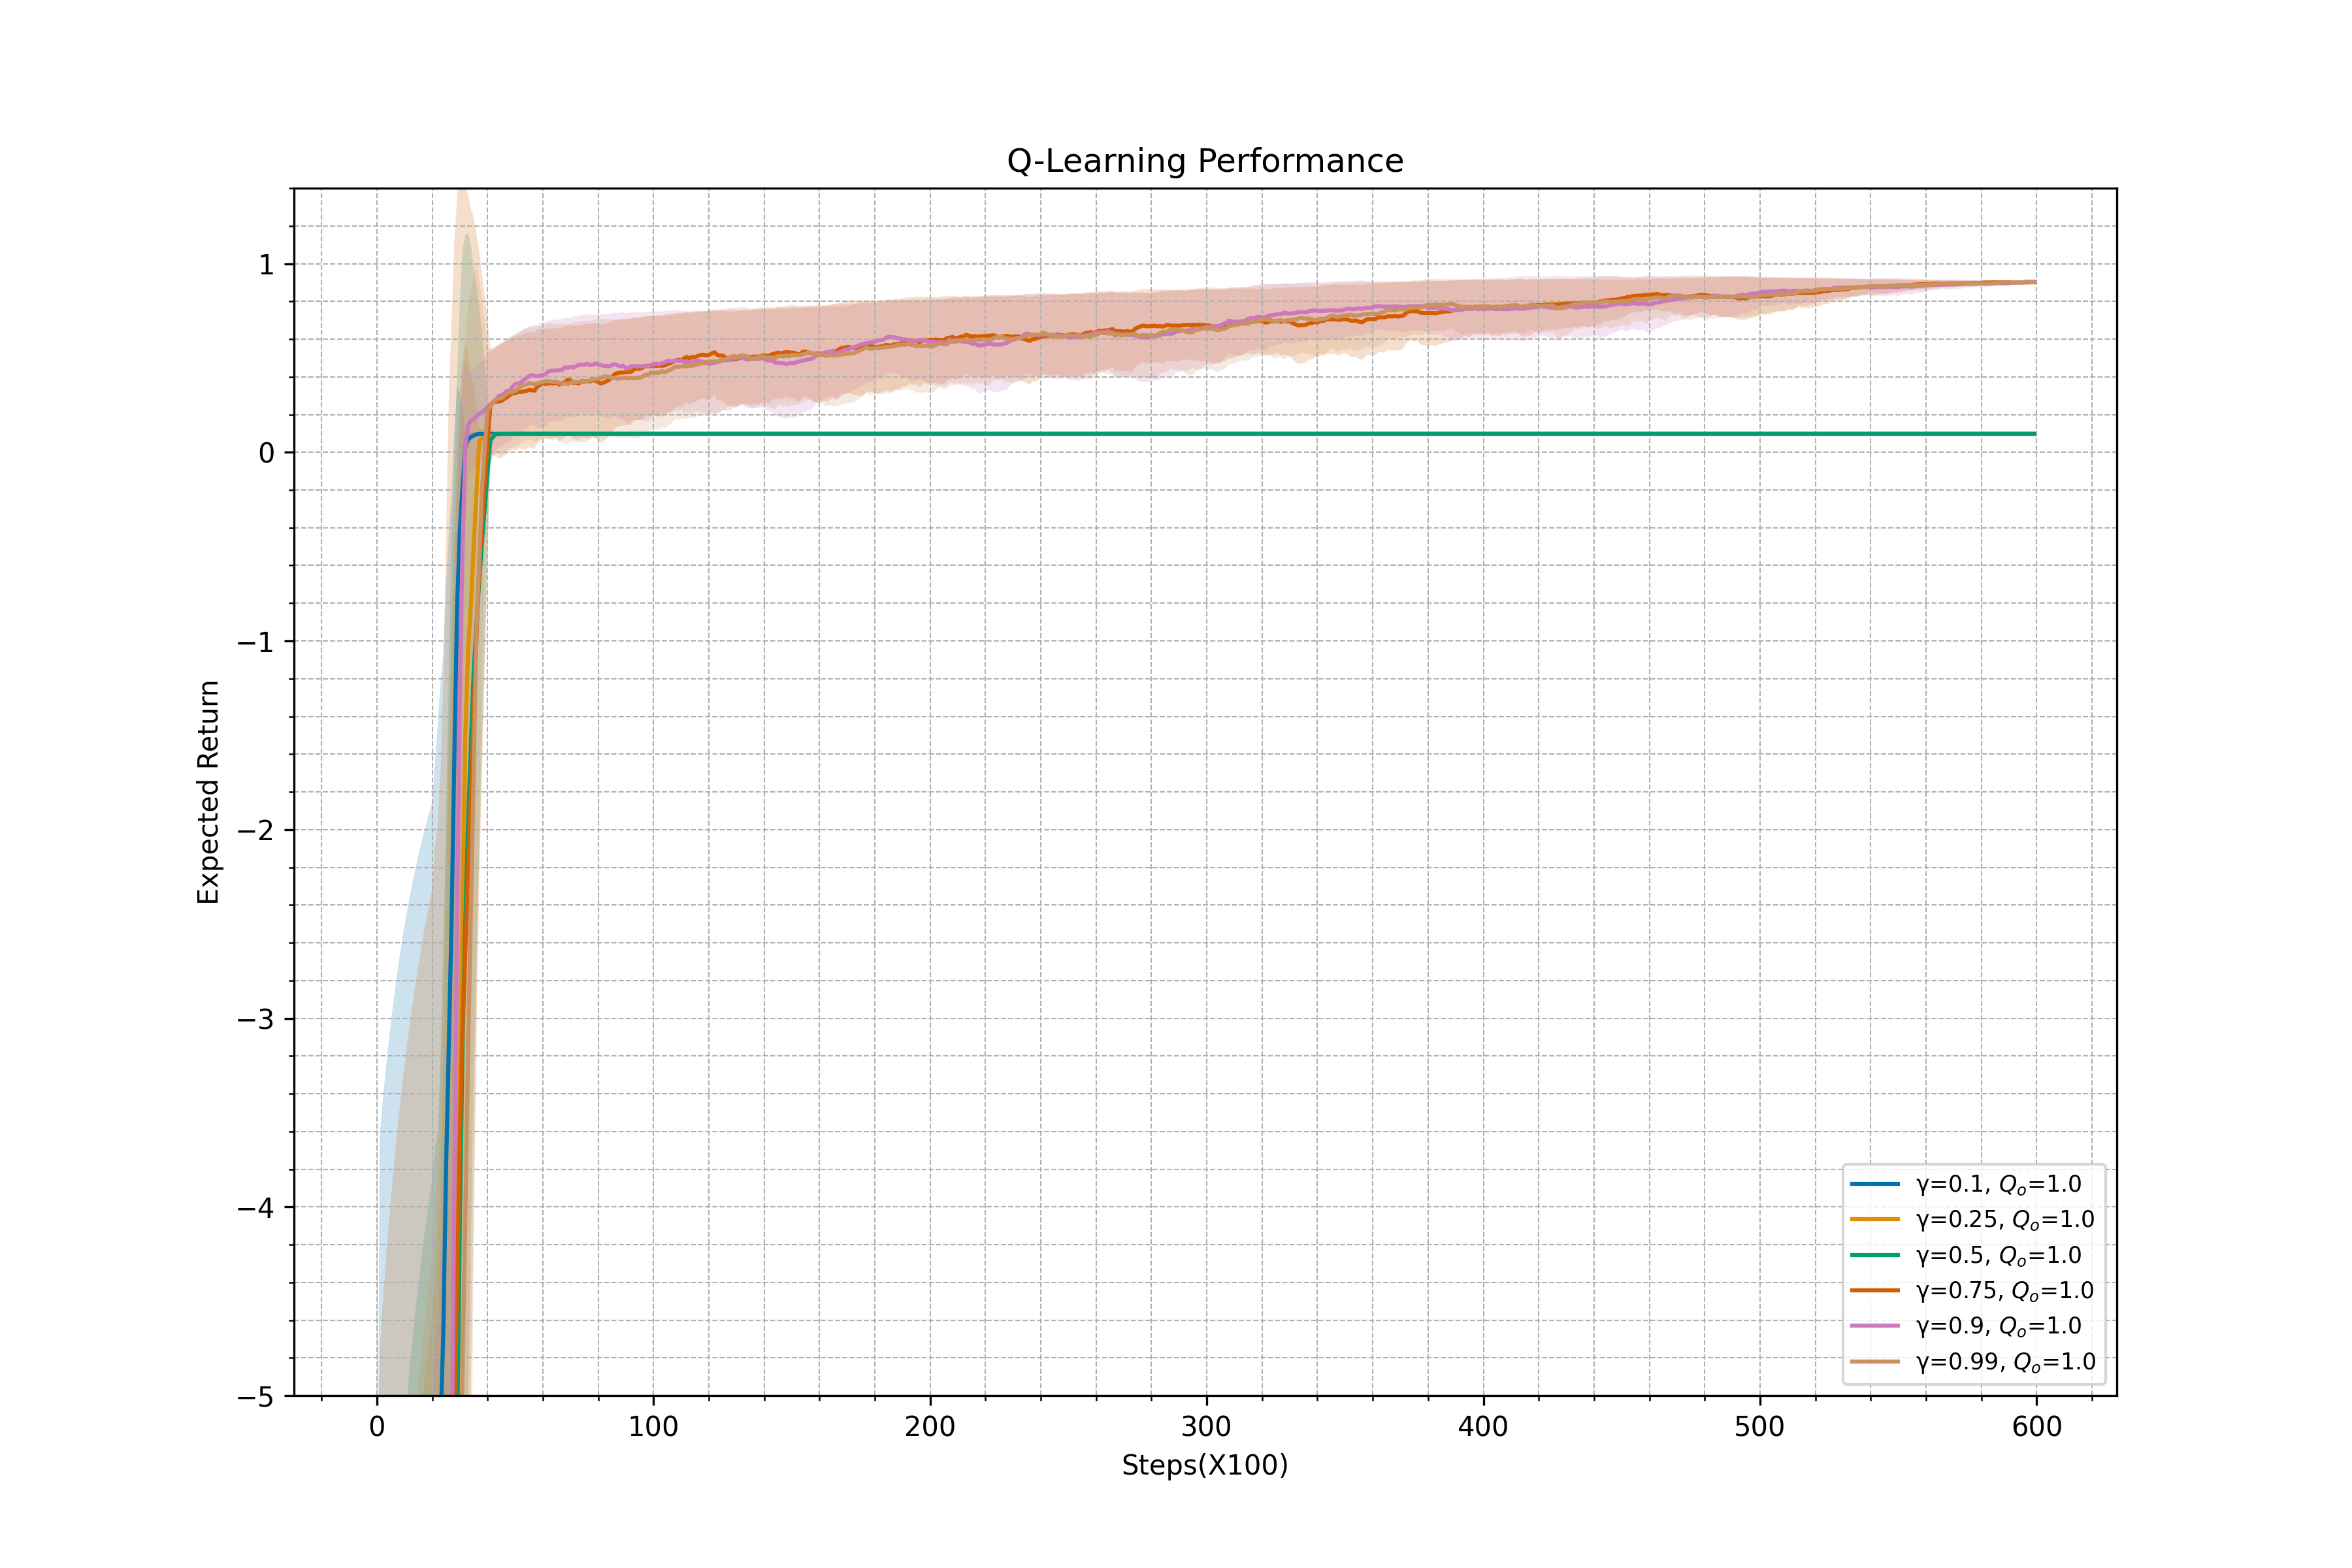 Q-Learning Performance
Expected Return
1
0
−1
−2
−3
−4
−5
0 100 200 300 400 500 600
Steps(X100)
γ=0.1, Qₒ=1.0
γ=0.25, Qₒ=1.0
γ=0.5, Qₒ=1.0
γ=0.75, Qₒ=1.0
γ=0.9, Qₒ=1.0
γ=0.99, Qₒ=1.0